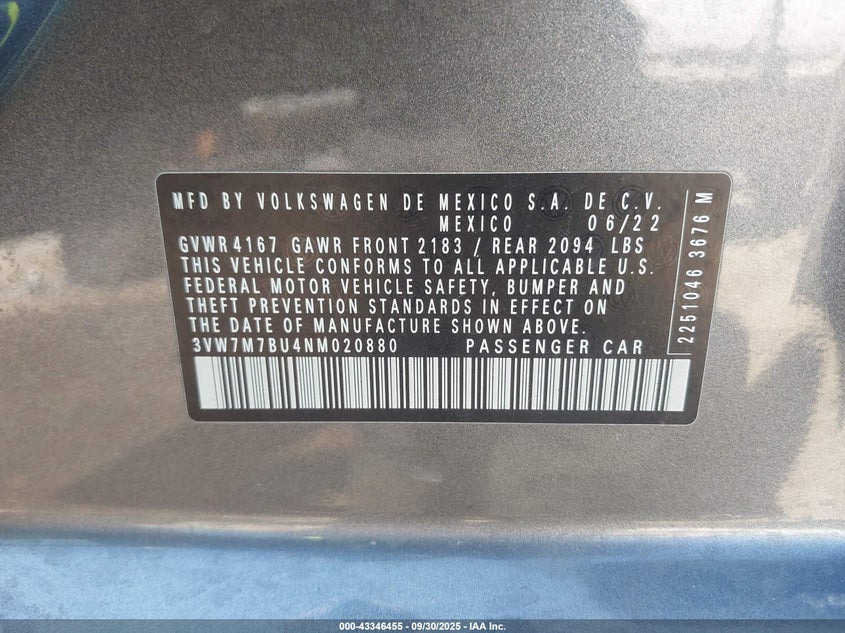 MFD BY VOLKSWAGEN DE MEXICO S.A. DE C.V.
MEXICO 06/22
GVWR 4167 GAWR FRONT 2183 / REAR 2094 LBS
THIS VEHICLE CONFORMS TO ALL APPLICABLE U.S.
FEDERAL MOTOR VEHICLE SAFETY, BUMPER AND
THEFT PREVENTION STANDARDS IN EFFECT ON
THE DATE OF MANUFACTURE SHOWN ABOVE.
3VW7M7BU4NM020880 PASSENGER CAR
2251046 3676 M
000-43346455 - 09/30/2025 - IAA Inc.